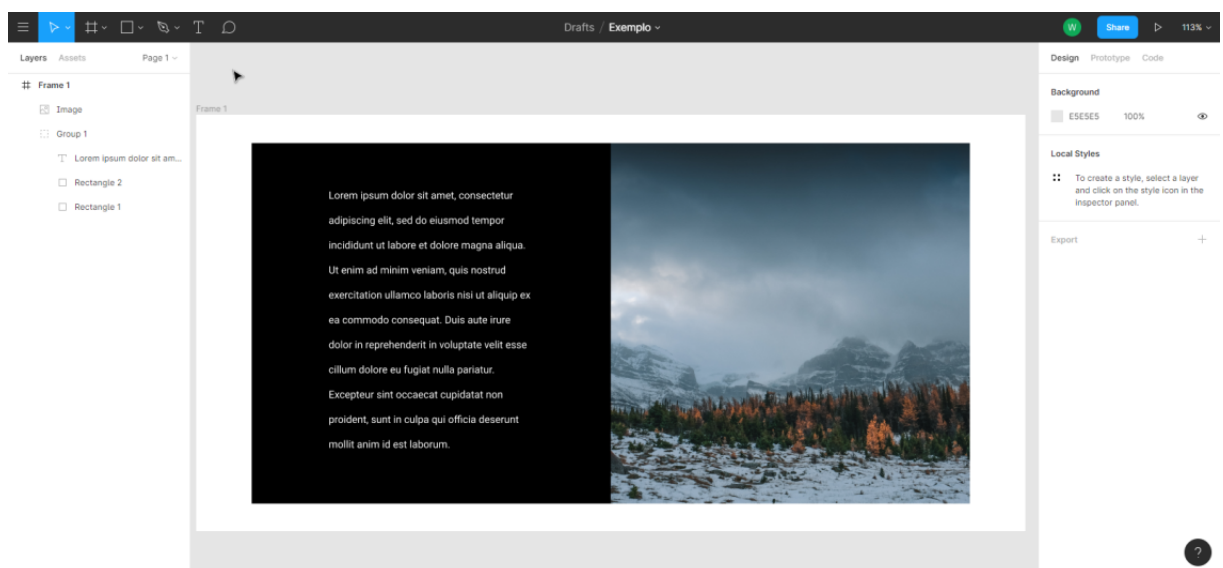 Drafts / Exemplo
W
Share
113%
Layers
Assets
Page 1
Frame 1
Image
Group 1
Lorem ipsum dolor sit am...
Rectangle 2
Rectangle 1
Frame 1
Lorem ipsum dolor sit amet, consectetur
adipiscing elit, sed do eiusmod tempor
incididunt ut labore et dolore magna aliqua.
Ut enim ad minim veniam, quis nostrud
exercitation ullamco laboris nisi ut aliquip ex
ea commodo consequat. Duis aute irure
dolor in reprehenderit in voluptate velit esse
cillum dolore eu fugiat nulla pariatur.
Excepteur sint occaecat cupidatat non
proident, sunt in culpa qui officia deserunt
mollit anim id est laborum.
Design
Prototype
Code
Background
E5E5E5
100%
Local Styles
To create a style, select a layer
and click on the style icon in the
inspector panel.
Export
?